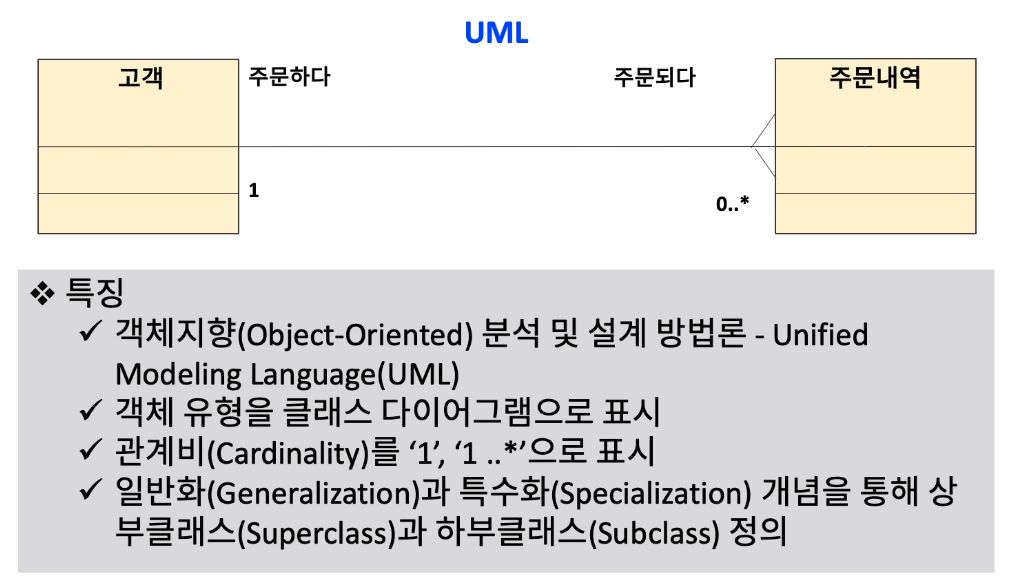 UML
고객
주문하다
주문되다
주문내역
1
0..*
❖ 특징
✓ 객체지향(Object-Oriented) 분석 및 설계 방법론 - Unified
Modeling Language(UML)
✓ 객체 유형을 클래스 다이어그램으로 표시
✓ 관계비(Cardinality)를 ‘1’, ‘1 ..*’으로 표시
✓ 일반화(Generalization)과 특수화(Specialization) 개념을 통해 상
부클래스(Superclass)과 하부클래스(Subclass) 정의